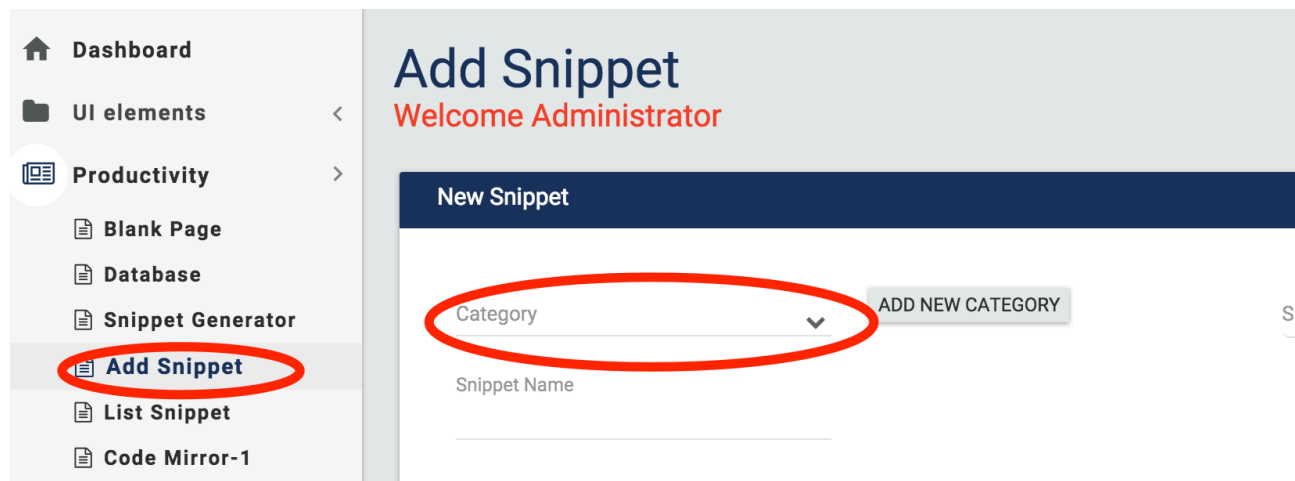 Dashboard
UI elements
Productivity
Blank Page
Database
Snippet Generator
Add Snippet
List Snippet
Code Mirror-1
Add Snippet
Welcome Administrator
New Snippet
Category
ADD NEW CATEGORY
S
Snippet Name